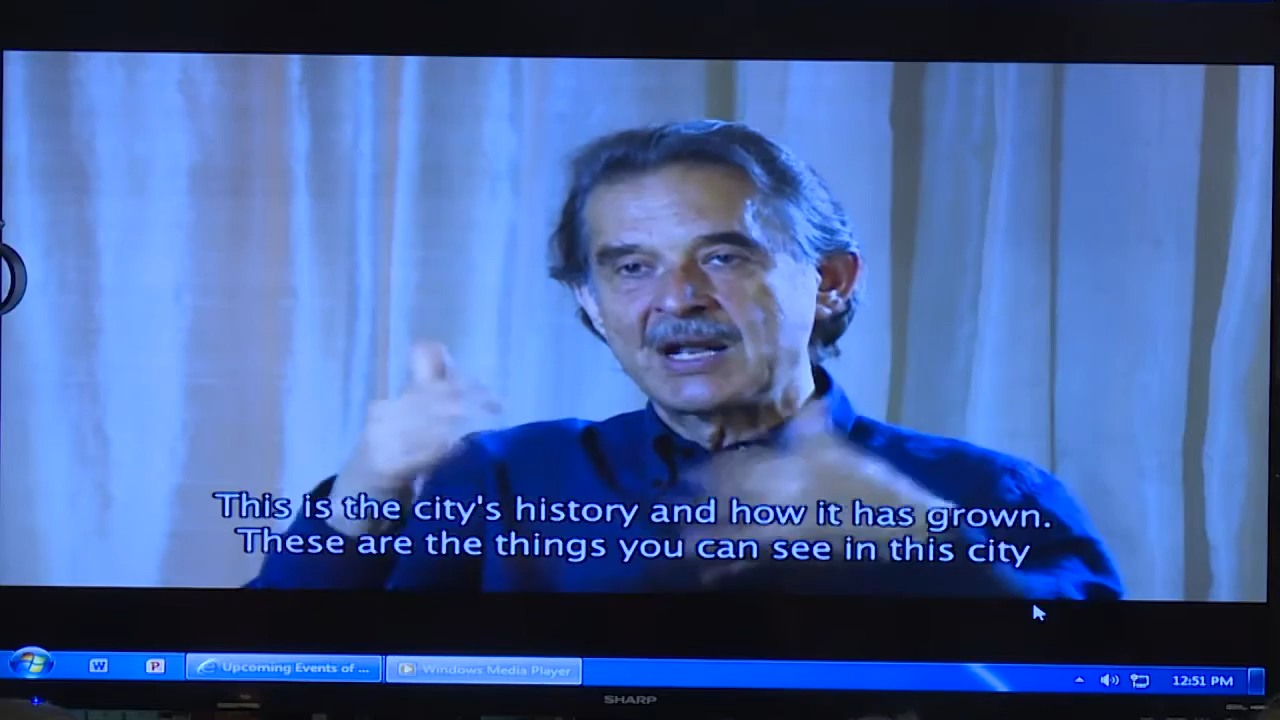 This is the city's history and how it has grown.
These are the things you can see in this city
W
P
Upcoming Events of ...
Windows Media Player
12:51 PM
SHARP